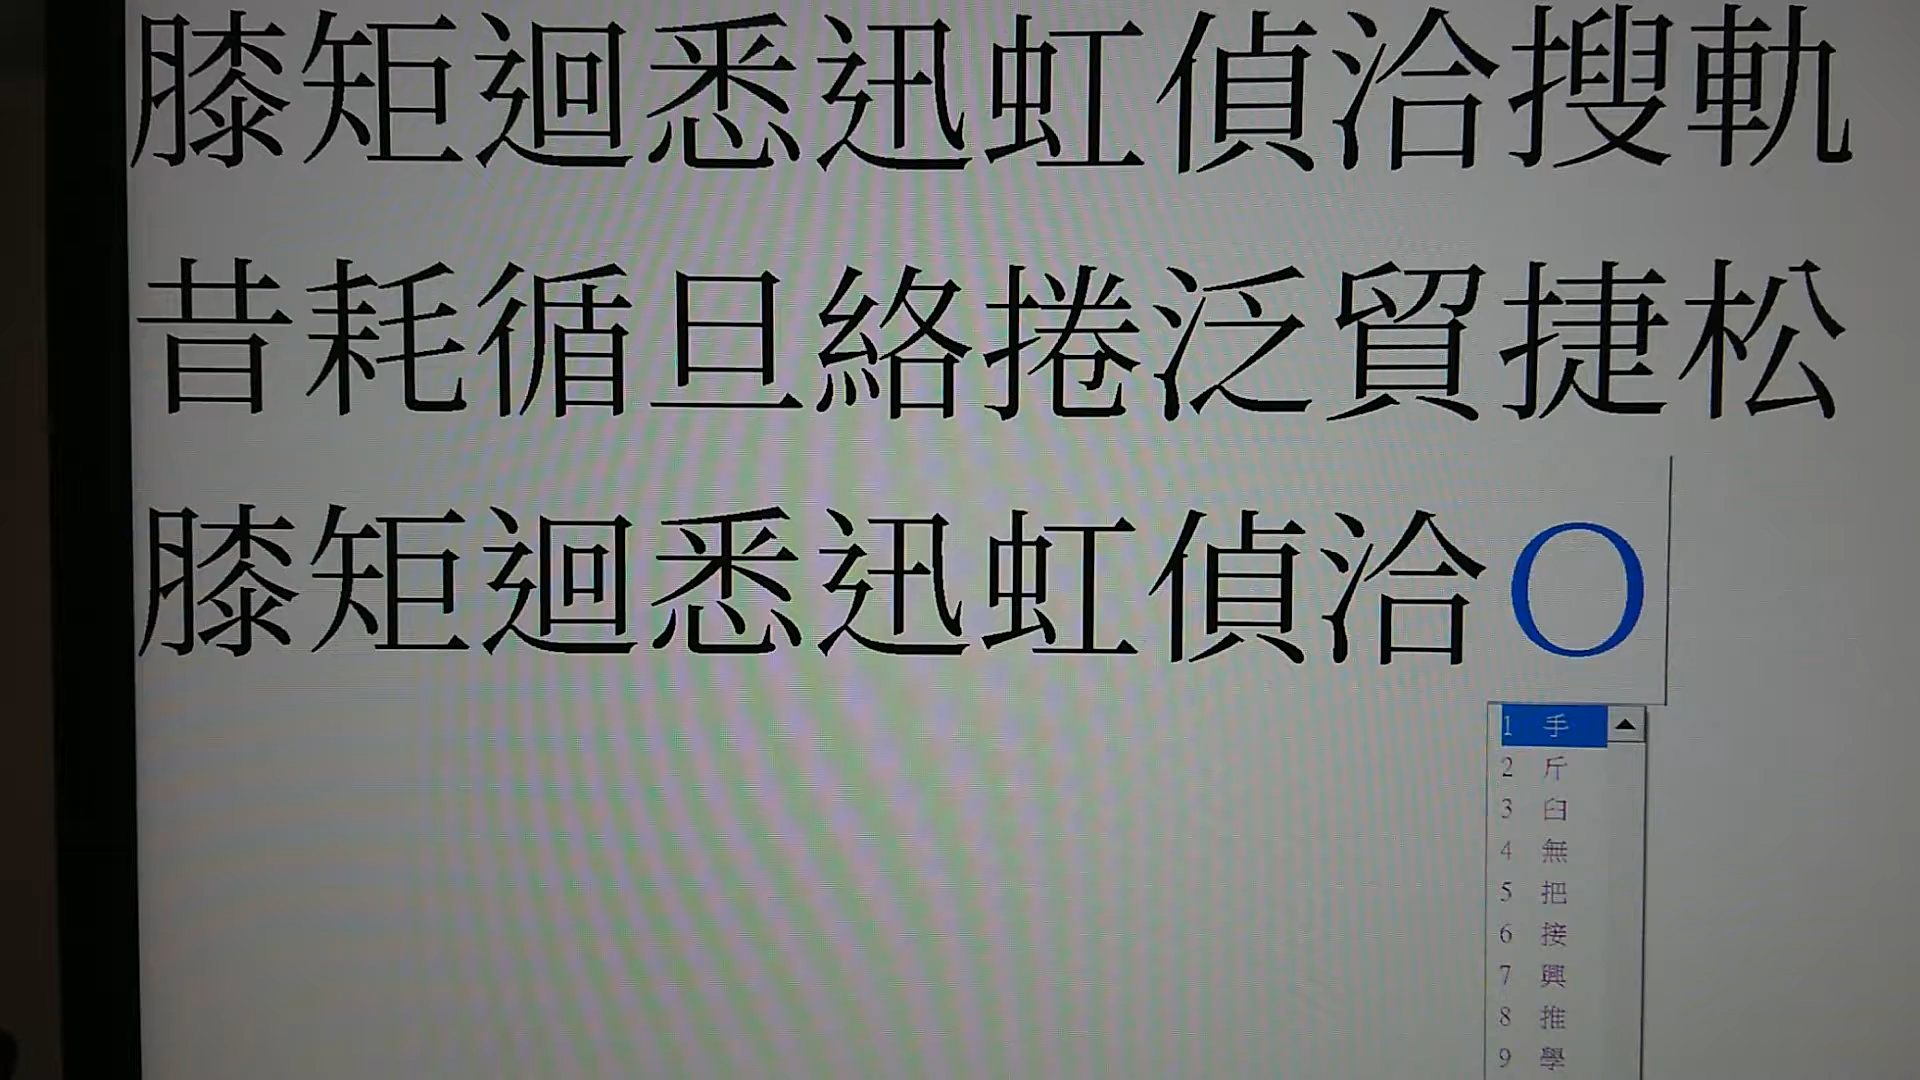 膝矩迴悉迅虹偵洽搜軌
昔耗循旦絡捲泛貿捷松
膝矩迴悉迅虹偵洽O
1 手
2 斤
3 臼
4 無
5 把
6 接
7 興
8 推
9 學